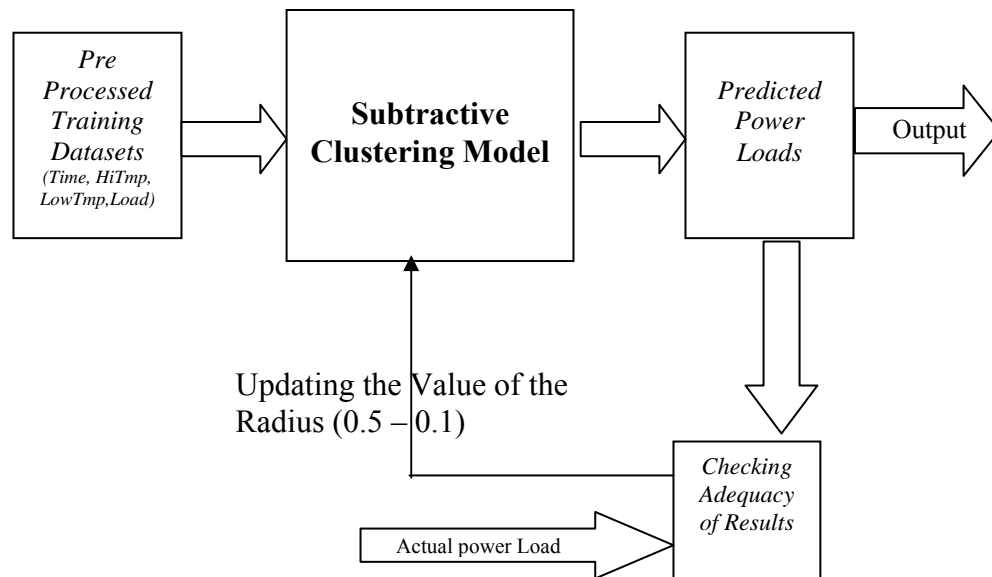 Pre
Processed
Training
Datasets
(Time, HiTmp,
LowTmp,Load)
Subtractive
Clustering Model
Predicted
Power
Loads
Output
Updating the Value of the
Radius (0.5 – 0.1)
Checking
Adequacy
of Results
Actual power Load